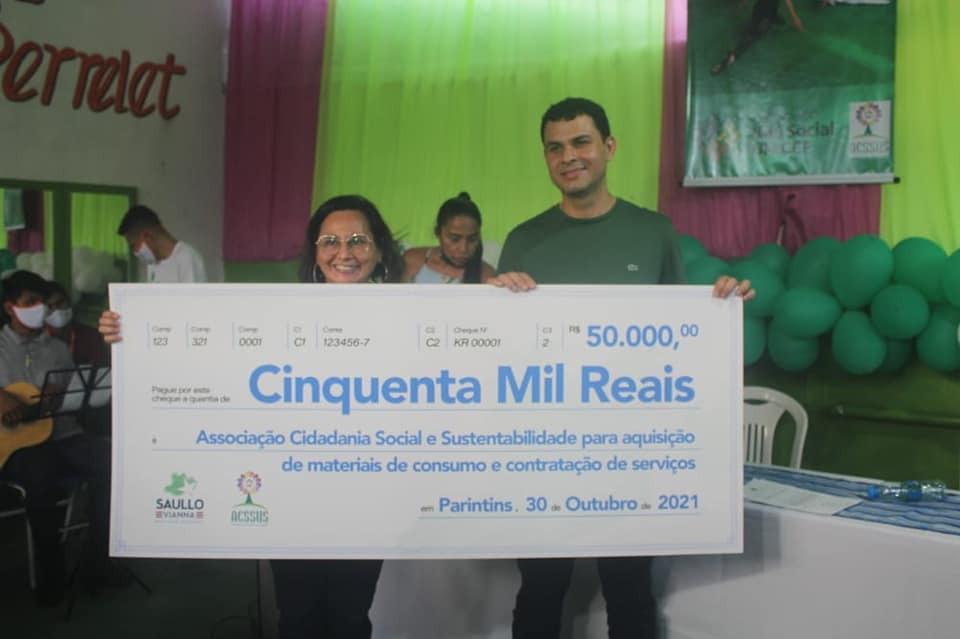 Perrelet
Social
ACSSUS
Comp 123 Comp 321 Comp 0001 C1 C1 Conta 123456-7 C2 C2 Cheque Nº KR 00001 C3 2 R$ 50.000,00
Pague por este
cheque a quantia de Cinquenta Mil Reais
a Associação Cidadania Social e Sustentabilidade para aquisição
de materiais de consumo e contratação de serviços
SAULLO
VIANNA
ACSSUS
em Parintins, 30 de Outubro de 2021